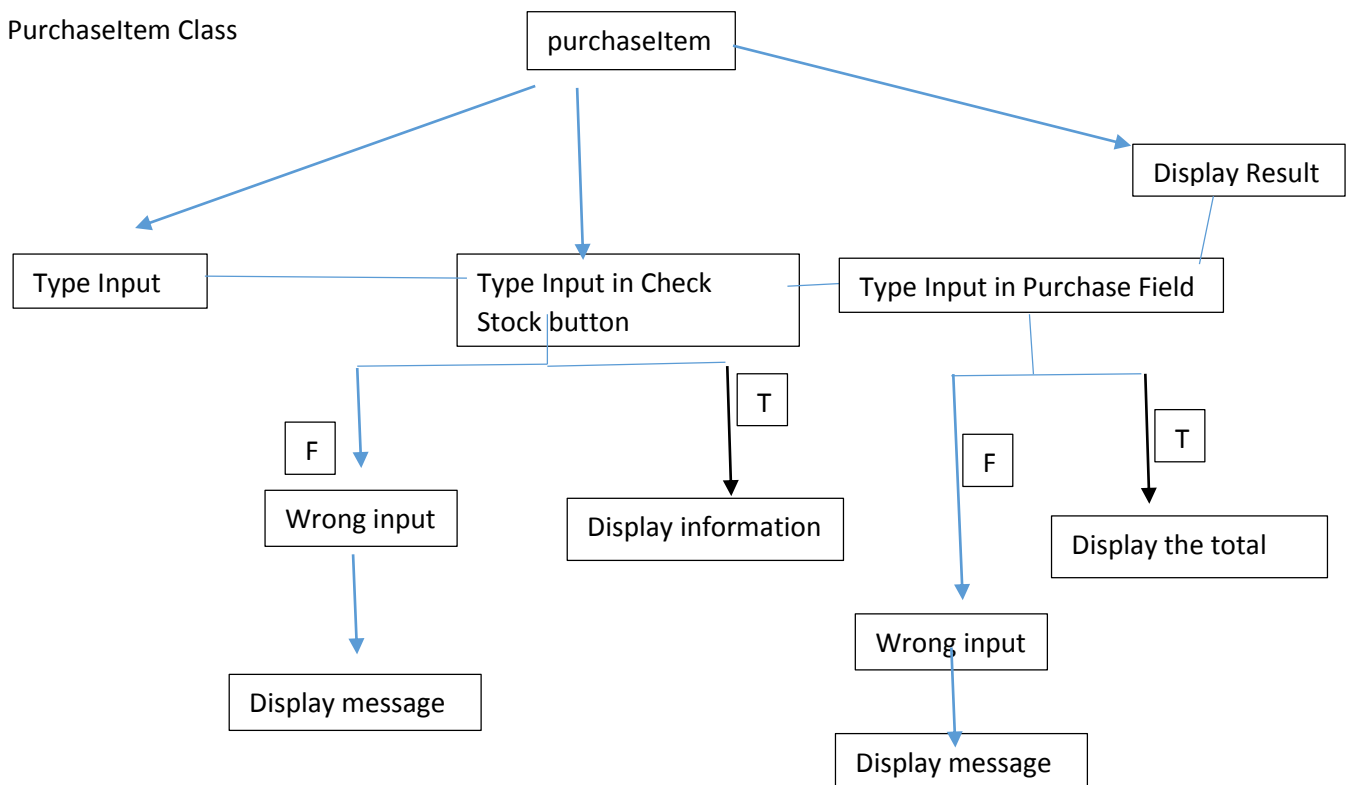 PurchaseItem Class
purchaseItem
Display Result
Type Input
Type Input in Check
Stock button
Type Input in Purchase Field
F
T
F
T
Wrong input
Display information
Display the total
Wrong input
Display message
Display message